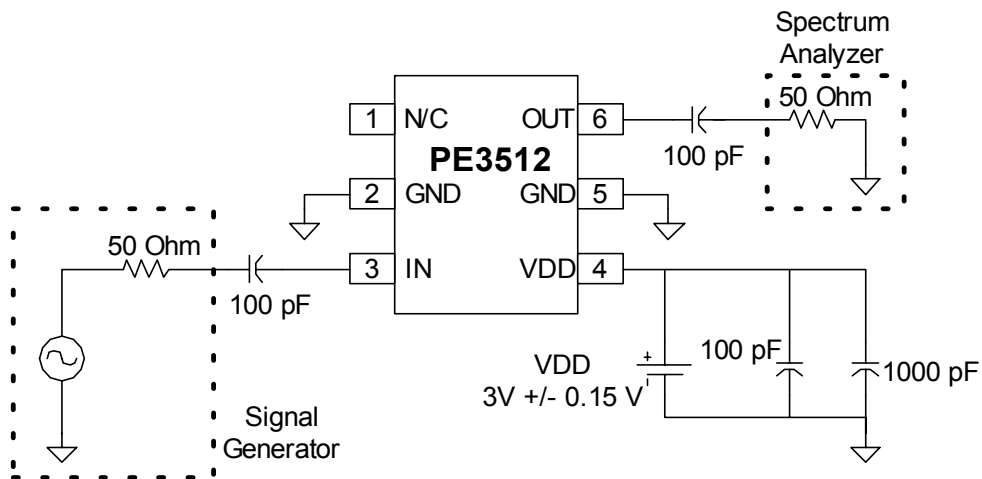 Spectrum
Analyzer
50 Ohm
1 N/C OUT 6
PE3512
100 pF
2 GND GND 5
50 Ohm
3 IN VDD 4
100 pF
VDD
3V +/- 0.15 V
+
-
100 pF
1000 pF
Signal
Generator